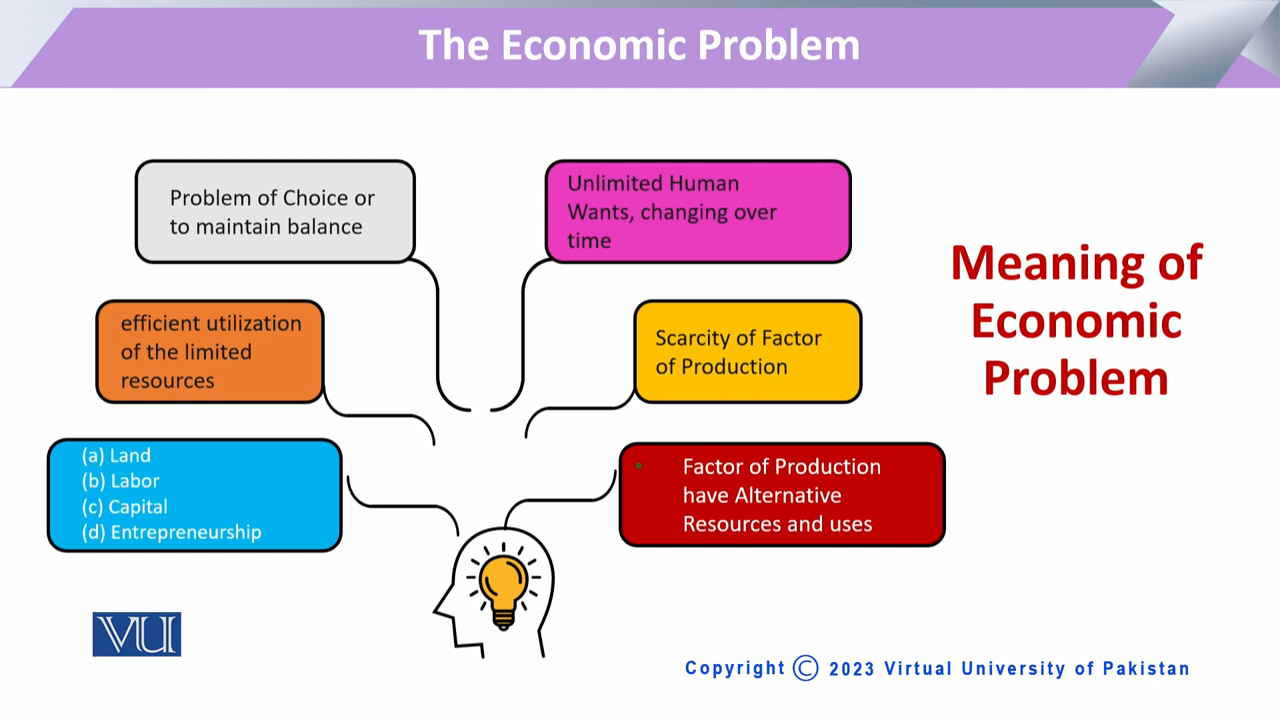 The Economic Problem
Problem of Choice or
to maintain balance
Unlimited Human
Wants, changing over
time
efficient utilization
of the limited
resources
Scarcity of Factor
of Production
(a) Land
(b) Labor
(c) Capital
(d) Entrepreneurship
• Factor of Production
have Alternative
Resources and uses
Meaning of
Economic
Problem
VU
Copyright © 2023 Virtual University of Pakistan